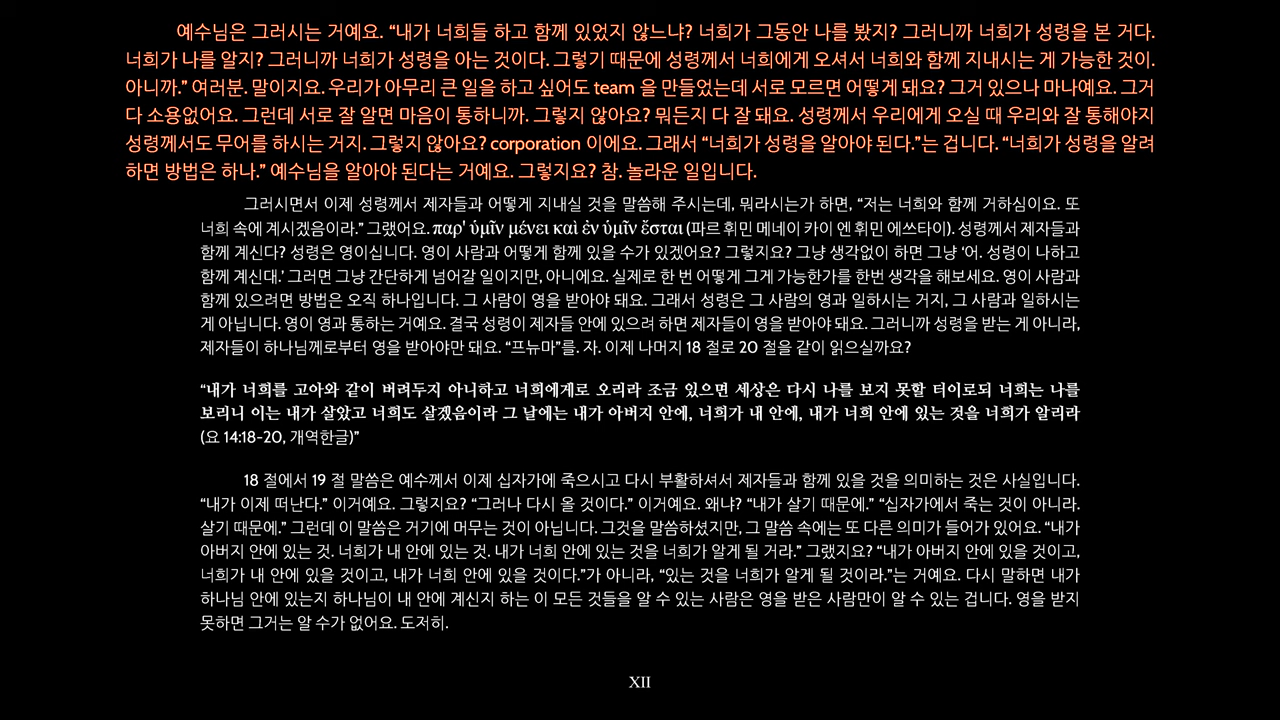 예수님은 그러시는 거예요. “내가 너희들 하고 함께 있었지 않느냐? 너희가 그동안 나를 봤지? 그러니까 너희가 성령을 본 거다.
너희가 나를 알지? 그러니까 너희가 성령을 아는 것이다. 그렇기 때문에 성령께서 너희에게 오셔서 너희와 함께 지내시는 게 가능한 것이.
아니까.” 여러분. 말이지요. 우리가 아무리 큰 일을 하고 싶어도 team 을 만들었는데 서로 모르면 어떻게 돼요? 그거 있으나 마나예요. 그거
다 소용없어요. 그런데 서로 잘 알면 마음이 통하니까. 그렇지 않아요? 뭐든지 다 잘 돼요. 성령께서 우리에게 오실 때 우리와 잘 통해야지
성령께서도 무어를 하시는 거지. 그렇지 않아요? corporation 이에요. 그래서 “너희가 성령을 알아야 된다.”는 겁니다. “너희가 성령을 알려
하면 방법은 하나.” 예수님을 알아야 된다는 거예요. 그렇지요? 참. 놀라운 일입니다.
그러시면서 이제 성령께서 제자들과 어떻게 지내실 것을 말씀해 주시는데, 뭐라시는가 하면, “저는 너희와 함께 거하심이요. 또
너희 속에 계시겠음이라.” 그랬어요. παρ' ὑμῖν μένει καὶ ἐν ὑμῖν ἔσται (파르 휘민 메네이 카이 엔 휘민 에쓰타이). 성령께서 제자들과
함께 계신다? 성령은 영이십니다. 영이 사람과 어떻게 함께 있을 수가 있겠어요? 그렇지요? 그냥 생각없이 하면 그냥 ‘어. 성령이 나하고
함께 계신대.’ 그러면 그냥 간단하게 넘어갈 일이지만, 아니에요. 실제로 한 번 어떻게 그게 가능한가를 한번 생각을 해보세요. 영이 사람과
함께 있으려면 방법은 오직 하나입니다. 그 사람이 영을 받아야 돼요. 그래서 성령은 그 사람의 영과 일하시는 거지, 그 사람과 일하시는
게 아닙니다. 영이 영과 통하는 거예요. 결국 성령이 제자들 안에 있으려 하면 제자들이 영을 받아야 돼요. 그러니까 성령을 받는 게 아니라,
제자들이 하나님께로부터 영을 받아야만 돼요. “프뉴마”를. 자. 이제 나머지 18 절로 20 절을 같이 읽으실까요?
“내가 너희를 고아와 같이 버려두지 아니하고 너희에게로 오리라 조금 있으면 세상은 다시 나를 보지 못할 터이로되 너희는 나를
보리니 이는 내가 살았고 너희도 살겠음이라 그 날에는 내가 아버지 안에, 너희가 내 안에, 내가 너희 안에 있는 것을 너희가 알리라
(요 14:18-20, 개역한글)”
18 절에서 19 절 말씀은 예수께서 이제 십자가에 죽으시고 다시 부활하셔서 제자들과 함께 있을 것을 의미하는 것은 사실입니다.
“내가 이제 떠난다.” 이거예요. 그렇지요? “그러나 다시 올 것이다.” 이거예요. 왜냐? “내가 살기 때문에.” “십자가에서 죽는 것이 아니라.
살기 때문에.” 그런데 이 말씀은 거기에 머무는 것이 아닙니다. 그것을 말씀하셨지만, 그 말씀 속에는 또 다른 의미가 들어가 있어요. “내가
아버지 안에 있는 것. 너희가 내 안에 있는 것. 내가 너희 안에 있는 것을 너희가 알게 될 거라.” 그랬지요? “내가 아버지 안에 있을 것이고,
너희가 내 안에 있을 것이고, 내가 너희 안에 있을 것이다.”가 아니라, “있는 것을 너희가 알게 될 것이라.”는 거예요. 다시 말하면 내가
하나님 안에 있는지 하나님이 내 안에 계신지 하는 이 모든 것들을 알 수 있는 사람은 영을 받은 사람만이 알 수 있는 겁니다. 영을 받지
못하면 그거는 알 수가 없어요. 도저히.
XII